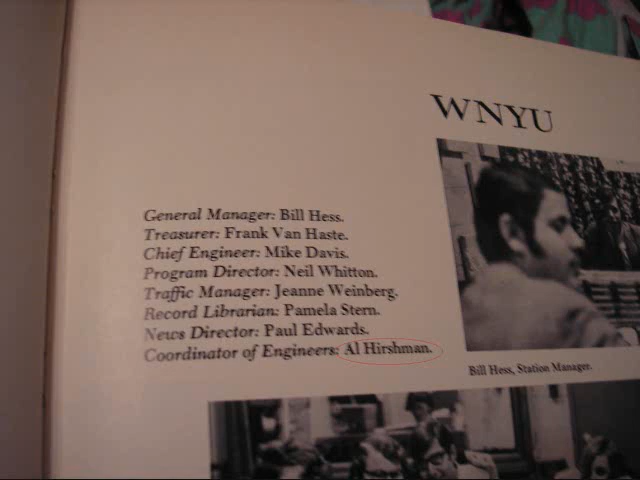 WNYU
General Manager: Bill Hess.
Treasurer: Frank Van Haste.
Chief Engineer: Mike Davis.
Program Director: Neil Whitton.
Traffic Manager: Jeanne Weinberg.
Record Librarian: Pamela Stern.
News Director: Paul Edwards.
Coordinator of Engineers: Al Hirshman.
Bill Hess, Station Manager.